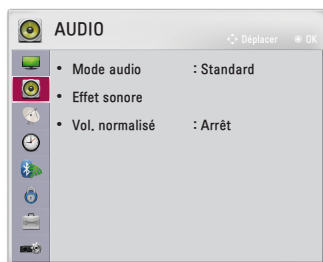 AUDIO
Déplacer OK
• Mode audio : Standard
• Effet sonore
• Vol. normalisé : Arrêt